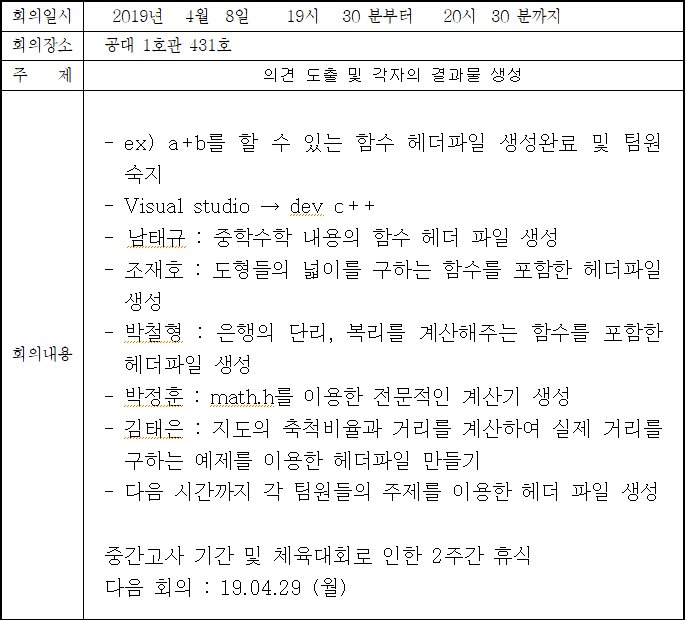 회의일시 2019년 4월 8일 19시 30 분부터 20시 30 분까지
회의장소 공대 1호관 431호
주 제 의견 도출 및 각자의 결과물 생성
- ex) a+b를 할 수 있는 함수 헤더파일 생성완료 및 팀원
숙지
- Visual studio → dev c++
- 남태규 : 중학수학 내용의 함수 헤더 파일 생성
- 조재호 : 도형들의 넓이를 구하는 함수를 포함한 헤더파일
생성
- 박철형 : 은행의 단리, 복리를 계산해주는 함수를 포함한
회의내용
헤더파일 생성
- 박정훈 : math.h를 이용한 전문적인 계산기 생성
- 김태은 : 지도의 축척비율과 거리를 계산하여 실제 거리를
구하는 예제를 이용한 헤더파일 만들기
- 다음 시간까지 각 팀원들의 주제를 이용한 헤더 파일 생성
중간고사 기간 및 체육대회로 인한 2주간 휴식
다음 회의 : 19.04.29 (월)